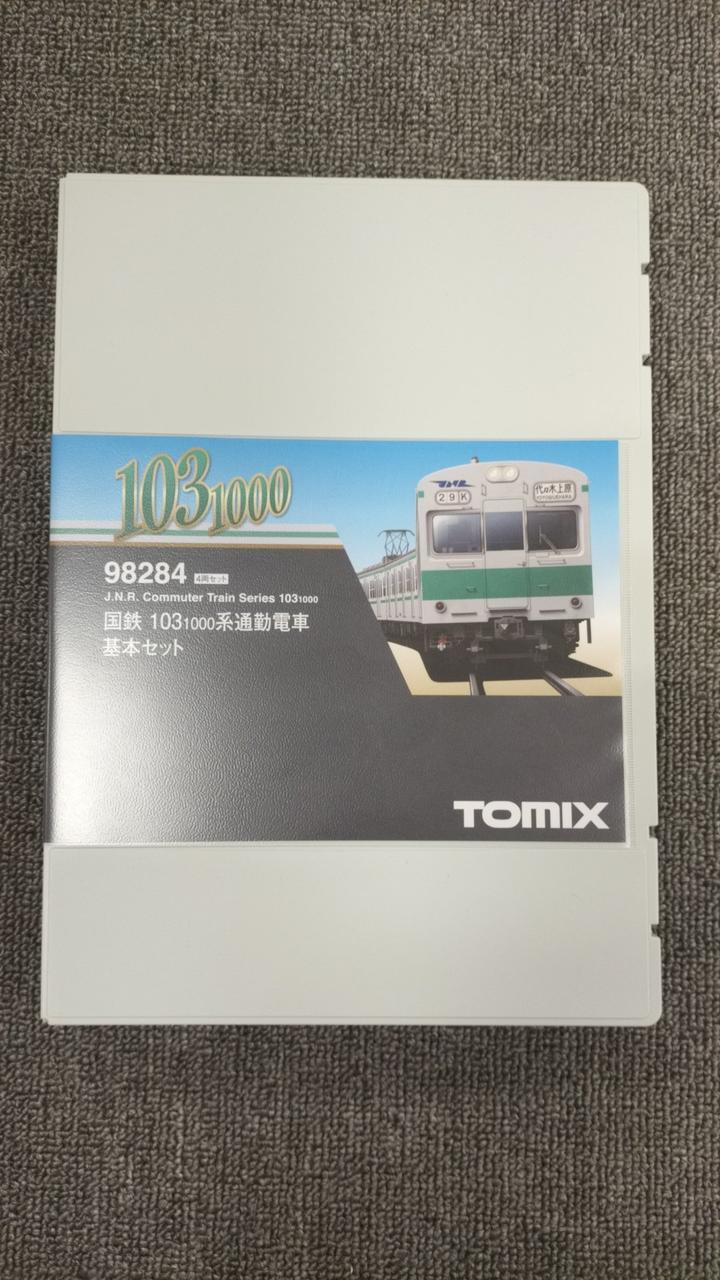 1031000
98284 4両セット
J.N.R. Commuter Train Series 1031000
国鉄 1031000系通勤電車
基本セット
JNR
29K
代々木上原
YOYOGIUEHARA
TOMIX